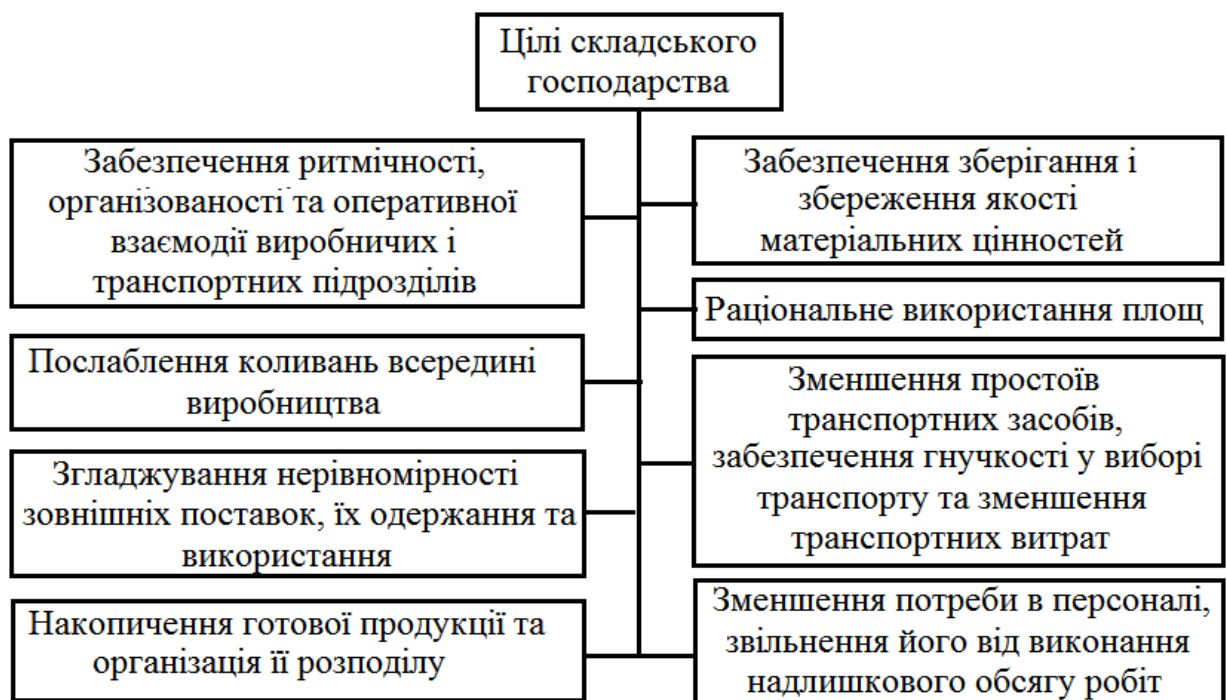 Цілі складського
господарства
Забезпечення ритмічності,
організованості та оперативної
взаємодії виробничих і
транспортних підрозділів
Послаблення коливань всередині
виробництва
Згладжування нерівномірності
зовнішніх поставок, їх одержання та
використання
Накопичення готової продукції та
організація її розподілу
Забезпечення зберігання і
збереження якості
матеріальних цінностей
Раціональне використання площ
Зменшення простоїв
транспортних засобів,
забезпечення гнучкості у виборі
транспорту та зменшення
транспортних витрат
Зменшення потреби в персоналі,
звільнення його від виконання
надлишкового обсягу робіт